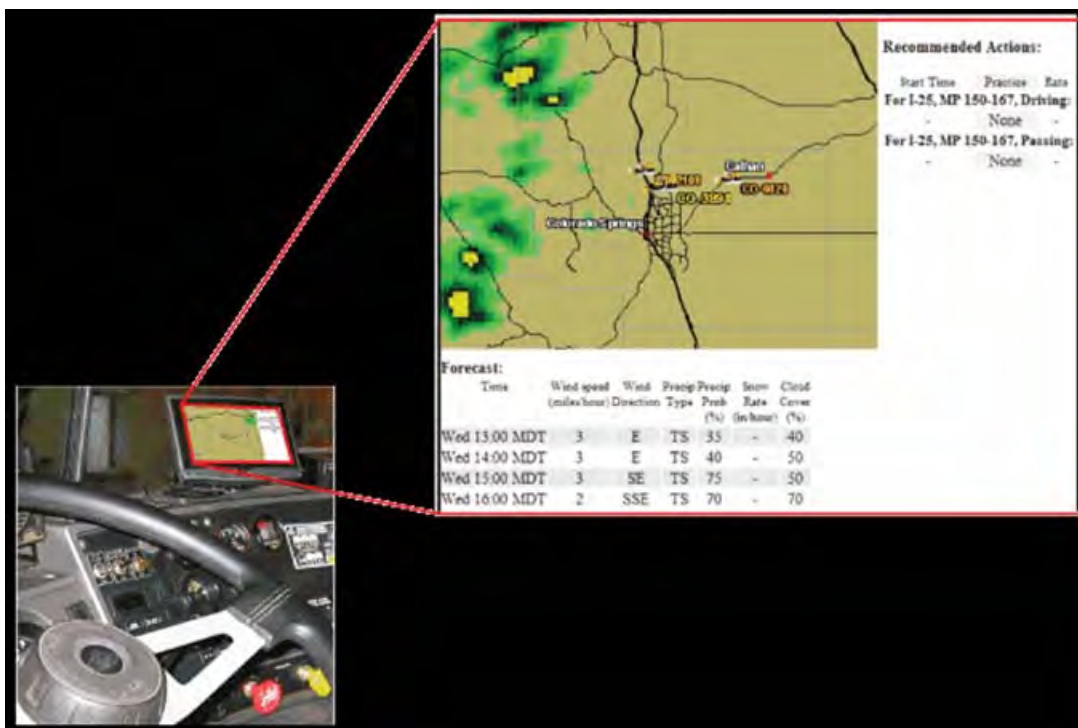 Recommended Actions:
Start Time Practice Rate
For I-25, MP 150-167, Driving:
- None -
For I-25, MP 150-167, Passing:
- None -
Calhan
Colorado Springs
Forecast:
Time Wind speed (miles/hour) Wind Direction Precip Type Precip Prob (%) Snow Rate (in/hour) Cloud Cover (%)
Wed 13:00 MDT 3 E TS 35 - 40
Wed 14:00 MDT 3 E TS 40 - 50
Wed 15:00 MDT 3 SE TS 75 - 50
Wed 16:00 MDT 2 SSE TS 70 - 70